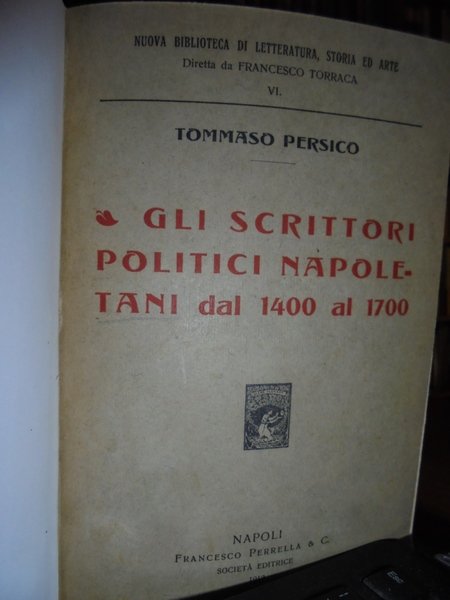 NUOVA BIBLIOTECA DI LETTERATURA, STORIA ED ARTE
Diretta da FRANCESCO TORRACA
VI.
TOMMASO PERSICO
GLI SCRITTORI
POLITICI NAPOLE-
TANI dal 1400 al 1700
NAPOLI
FRANCESCO PERRELLA & C.
SOCIETÀ EDITRICE
Esc